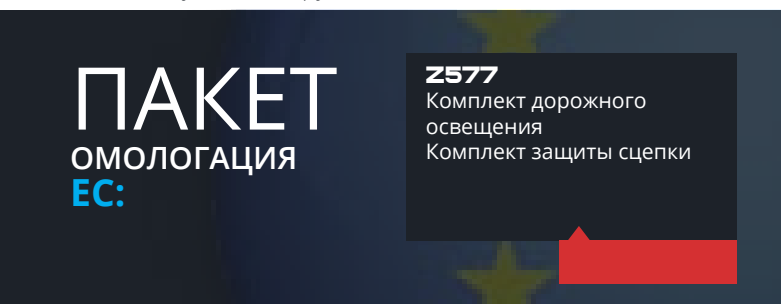 ПАКЕТ
ОМОЛОГАЦИЯ
ЕС:
Z577
Комплект дорожного
освещения
Комплект защиты сцепки